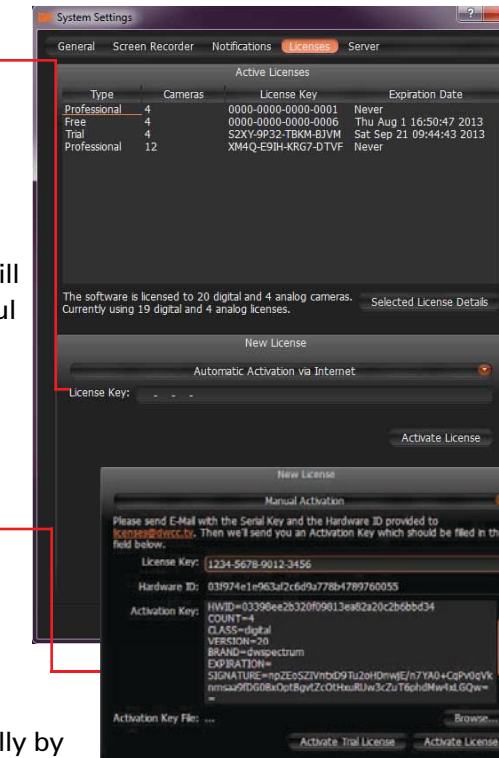 System Settings
?
General Screen Recorder Notifications Licenses Server
Active Licenses
Type Cameras License Key Expiration Date
Professional 4 0000-0000-0000-0001 Never
Free 4 0000-0000-0000-0006 Thu Aug 1 16:50:47 2013
Trial 4 S2XY-9P32-TBKM-BJVM Sat Sep 21 09:44:43 2013
Professional 12 XM4Q-E9IH-KRG7-DTVF Never
ill
ul
The software is licensed to 20 digital and 4 analog cameras.
Currently using 19 digital and 4 analog licenses.
Selected License Details
New License
Automatic Activation via Internet
License Key: - - -
Activate License
New License
Manual Activation
Please send E-Mail with the Serial Key and the Hardware ID provided to
licenses@dwcc.tv. Then we'll send you an Activation Key which should be filled in th
field below.
License Key: 1234-5678-9012-3456
Hardware ID: 03f974e1e963af2c6d9a778b4789760055
Activation Key: HWID=03398ee2b320f09813ea82a20c2b6bbd34
COUNT=4
CLASS=digital
VERSION=20
BRAND=dwspectrum
EXPIRATION=
SIGNATURE=
=
Activation Key File: ... Browse...
Activate Trial License Activate License
lly by